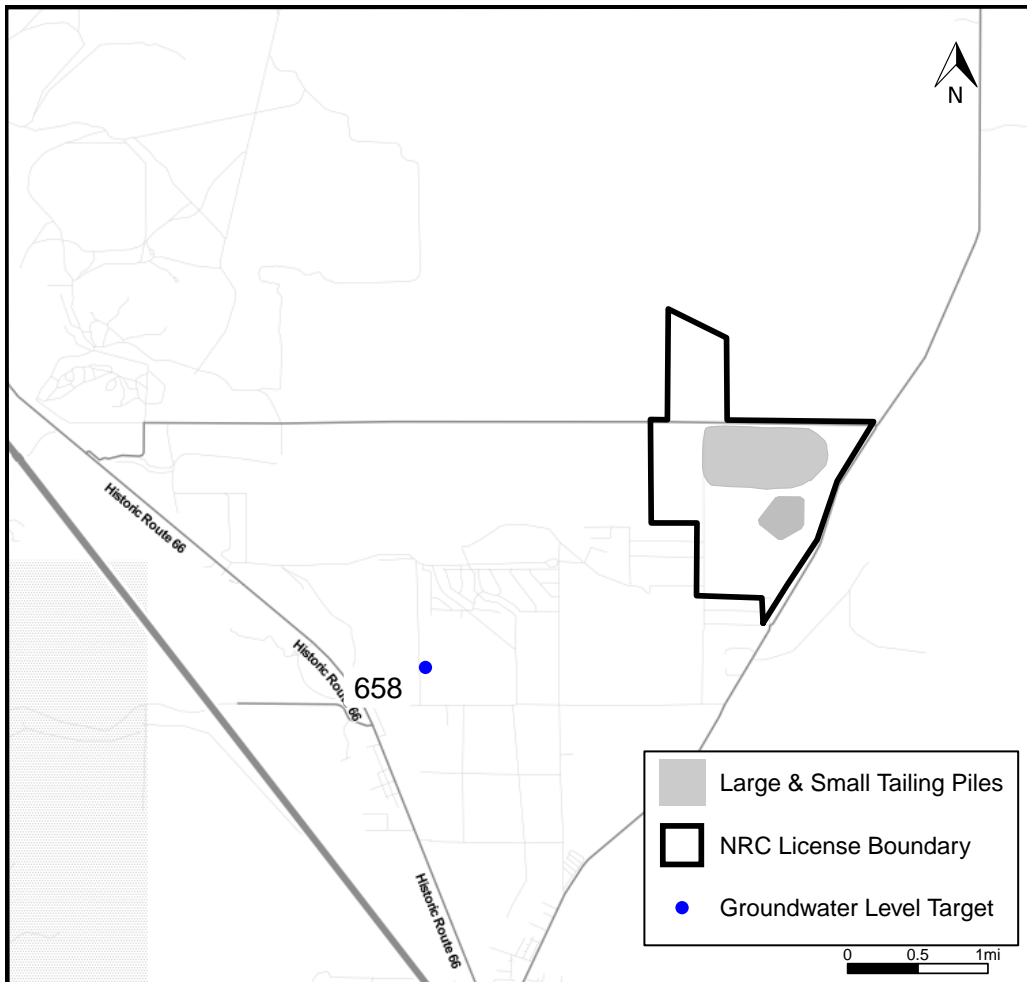 N
Historic Route 66
Historic Route 66
658
Historic Route 66
Large & Small Tailing Piles
NRC License Boundary
Groundwater Level Target
0 0.5 1mi